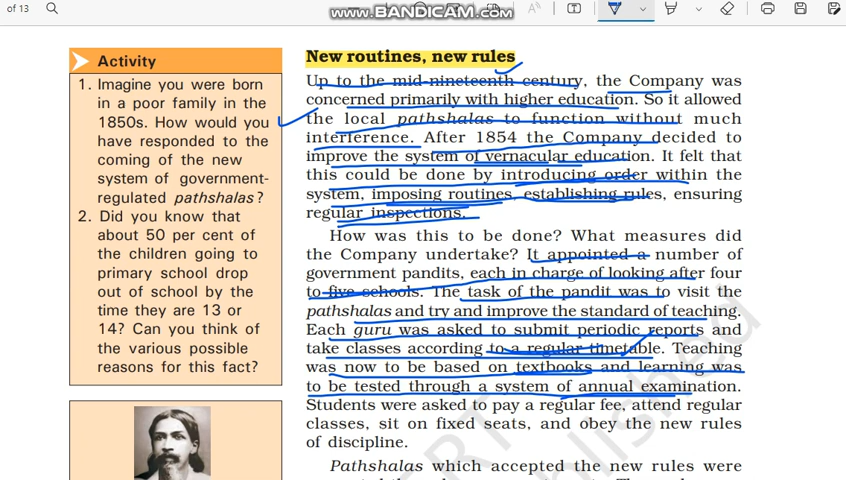 of 13
www.BANDICAM.com
Activity
1. Imagine you were born
in a poor family in the
1850s. How would you
have responded to the
coming of the new
system of government-
regulated pathshalas?
2. Did you know that
about 50 per cent of
the children going to
primary school drop
out of school by the
time they are 13 or
14? Can you think of
the various possible
reasons for this fact?
New routines, new rules
Up to the mid-nineteenth century, the Company was
concerned primarily with higher education. So it allowed
the local pathshalas to function without much
interference. After 1854 the Company decided to
improve the system of vernacular education. It felt that
this could be done by introducing order within the
system, imposing routines, establishing rules, ensuring
regular inspections.
How was this to be done? What measures did
the Company undertake? It appointed a number of
government pandits, each in charge of looking after four
to five schools. The task of the pandit was to visit the
pathshalas and try and improve the standard of teaching.
Each guru was asked to submit periodic reports and
take classes according to a regular timetable. Teaching
was now to be based on textbooks and learning was
to be tested through a system of annual examination.
Students were asked to pay a regular fee, attend regular
classes, sit on fixed seats, and obey the new rules
of discipline.
Pathshalas which accepted the new rules were